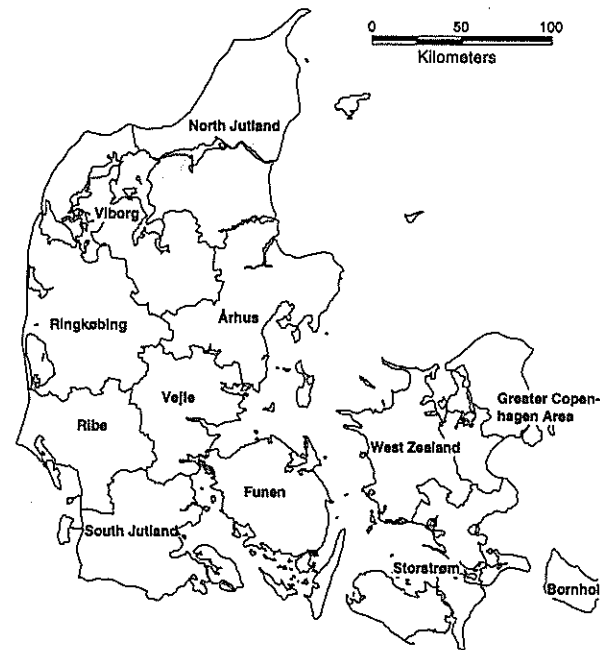 0 50 100
Kilometers
North Jutland
Viborg
Ringkøbing
Århus
Vejle
Ribe
Greater Copen-
hagen Area
West Zealand
Funen
South Jutland
Storstrøm
Bornhol